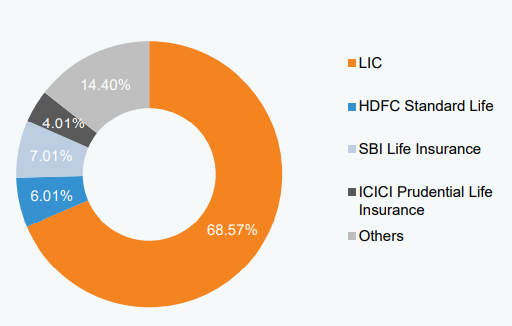 LIC
HDFC Standard Life
14.40%
4.01%
SBI Life Insurance
7.01%
ICICI Prudential Life
Insurance
6.01%
68.57%
Others